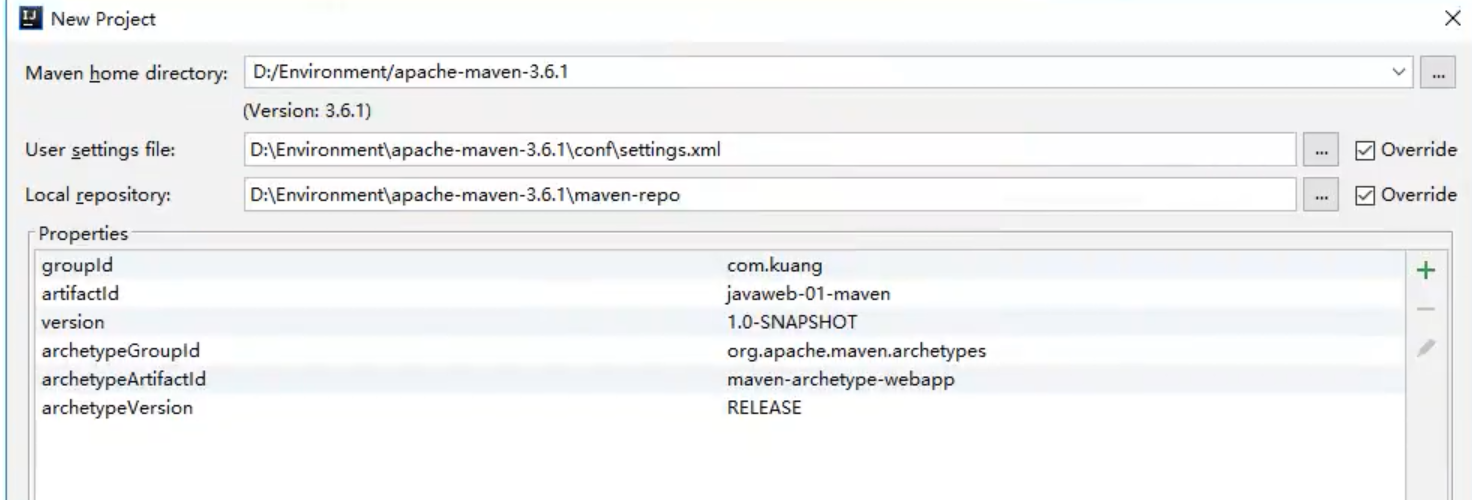 New Project
Maven home directory: D:/Environment/apache-maven-3.6.1 ...
(Version: 3.6.1)
User settings file: D:\Environment\apache-maven-3.6.1\conf\settings.xml ... Override
Local repository: D:\Environment\apache-maven-3.6.1\maven-repo ... Override
Properties
groupId com.kuang
artifactId javaweb-01-maven
version 1.0-SNAPSHOT
archetypeGroupId org.apache.maven.archetypes
archetypeArtifactId maven-archetype-webapp
archetypeVersion RELEASE